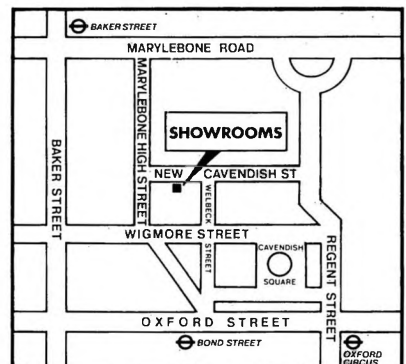 BAKER STREET
MARYLEBONE ROAD
MARYLEBONE HIGH STREET
SHOWROOMS
BAKER STREET
NEW CAVENDISH ST
WELBECK STREET
WIGMORE STREET
CAVENDISH
SQUARE
REGENT STREET
OXFORD STREET
BOND STREET
OXFORD
CIRCUS